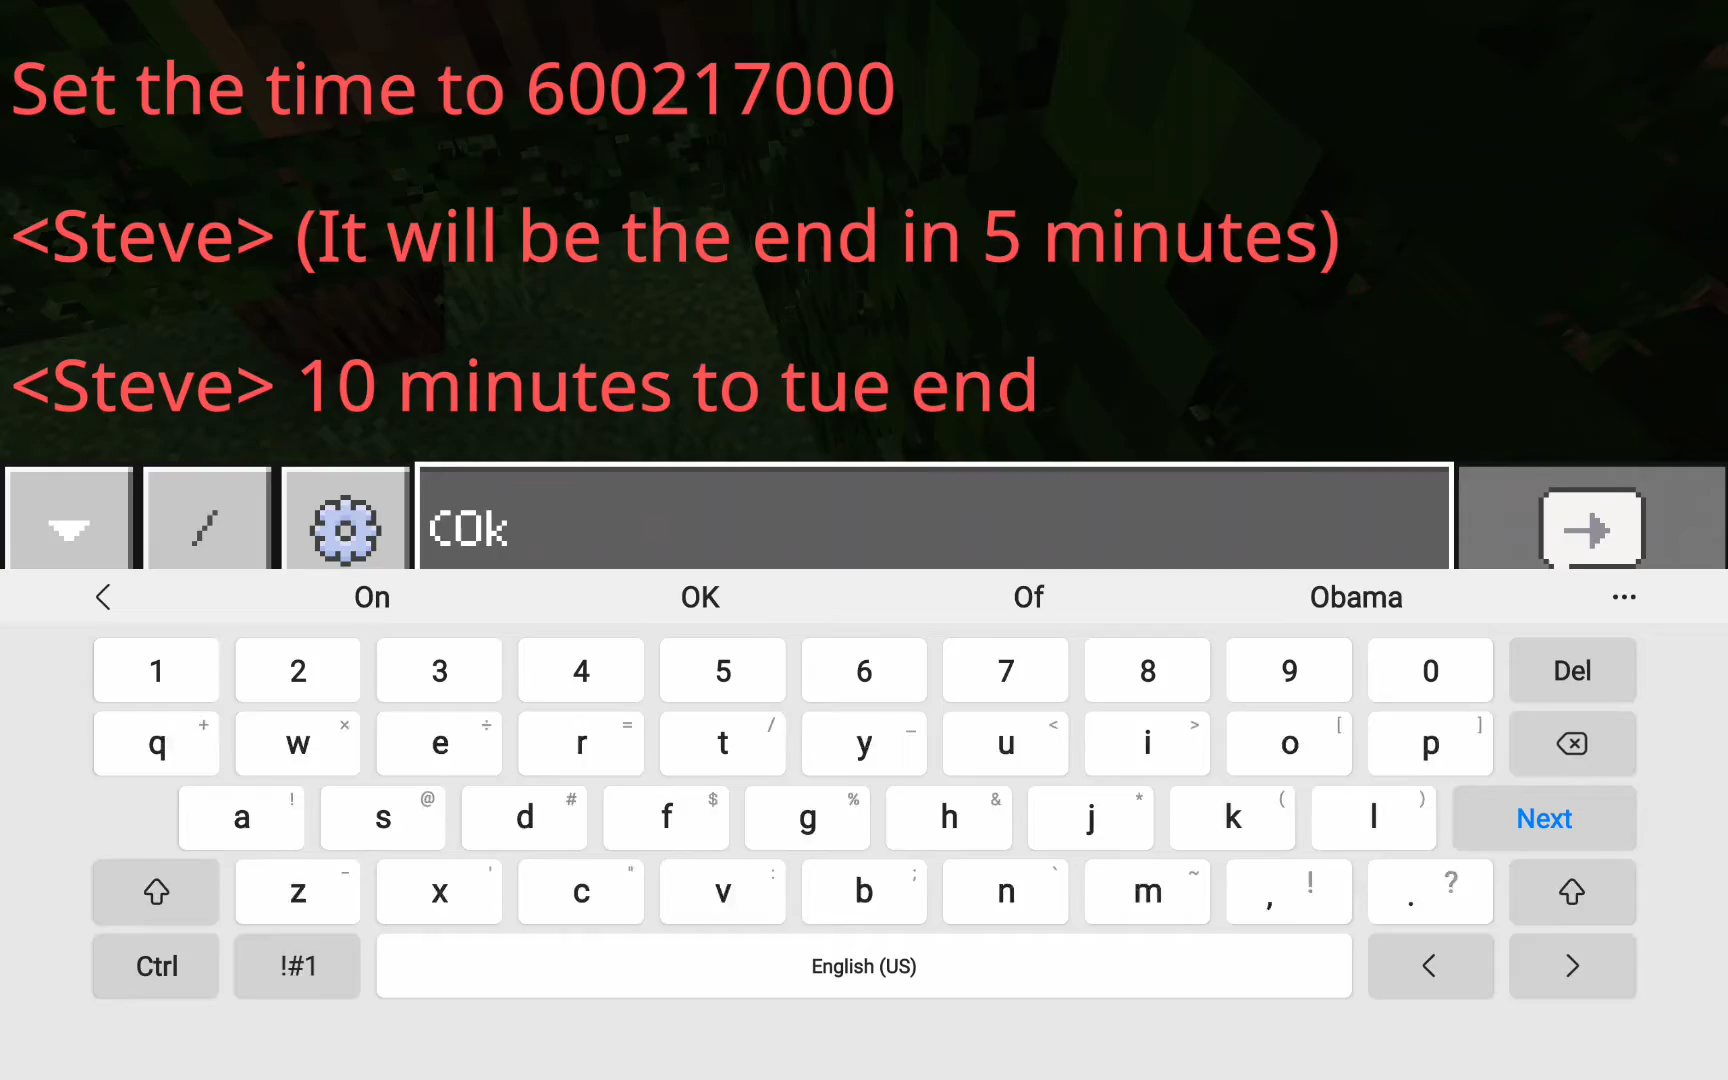 Set the time to 600217000
<Steve> (It will be the end in 5 minutes)
<Steve> 10 minutes to tue end
/ COk
< On OK Of Obama ...
1 2 3 4 5 6 7 8 9 0 Del
q + w × e ÷ r = t / y _ u < i > o [ p ]
a ! s @ d # f $ g % h & j * k ( l ) Next
z - x ' c " v : b ; n ` m ~ , ! . ?
Ctrl !#1 English (US) < >